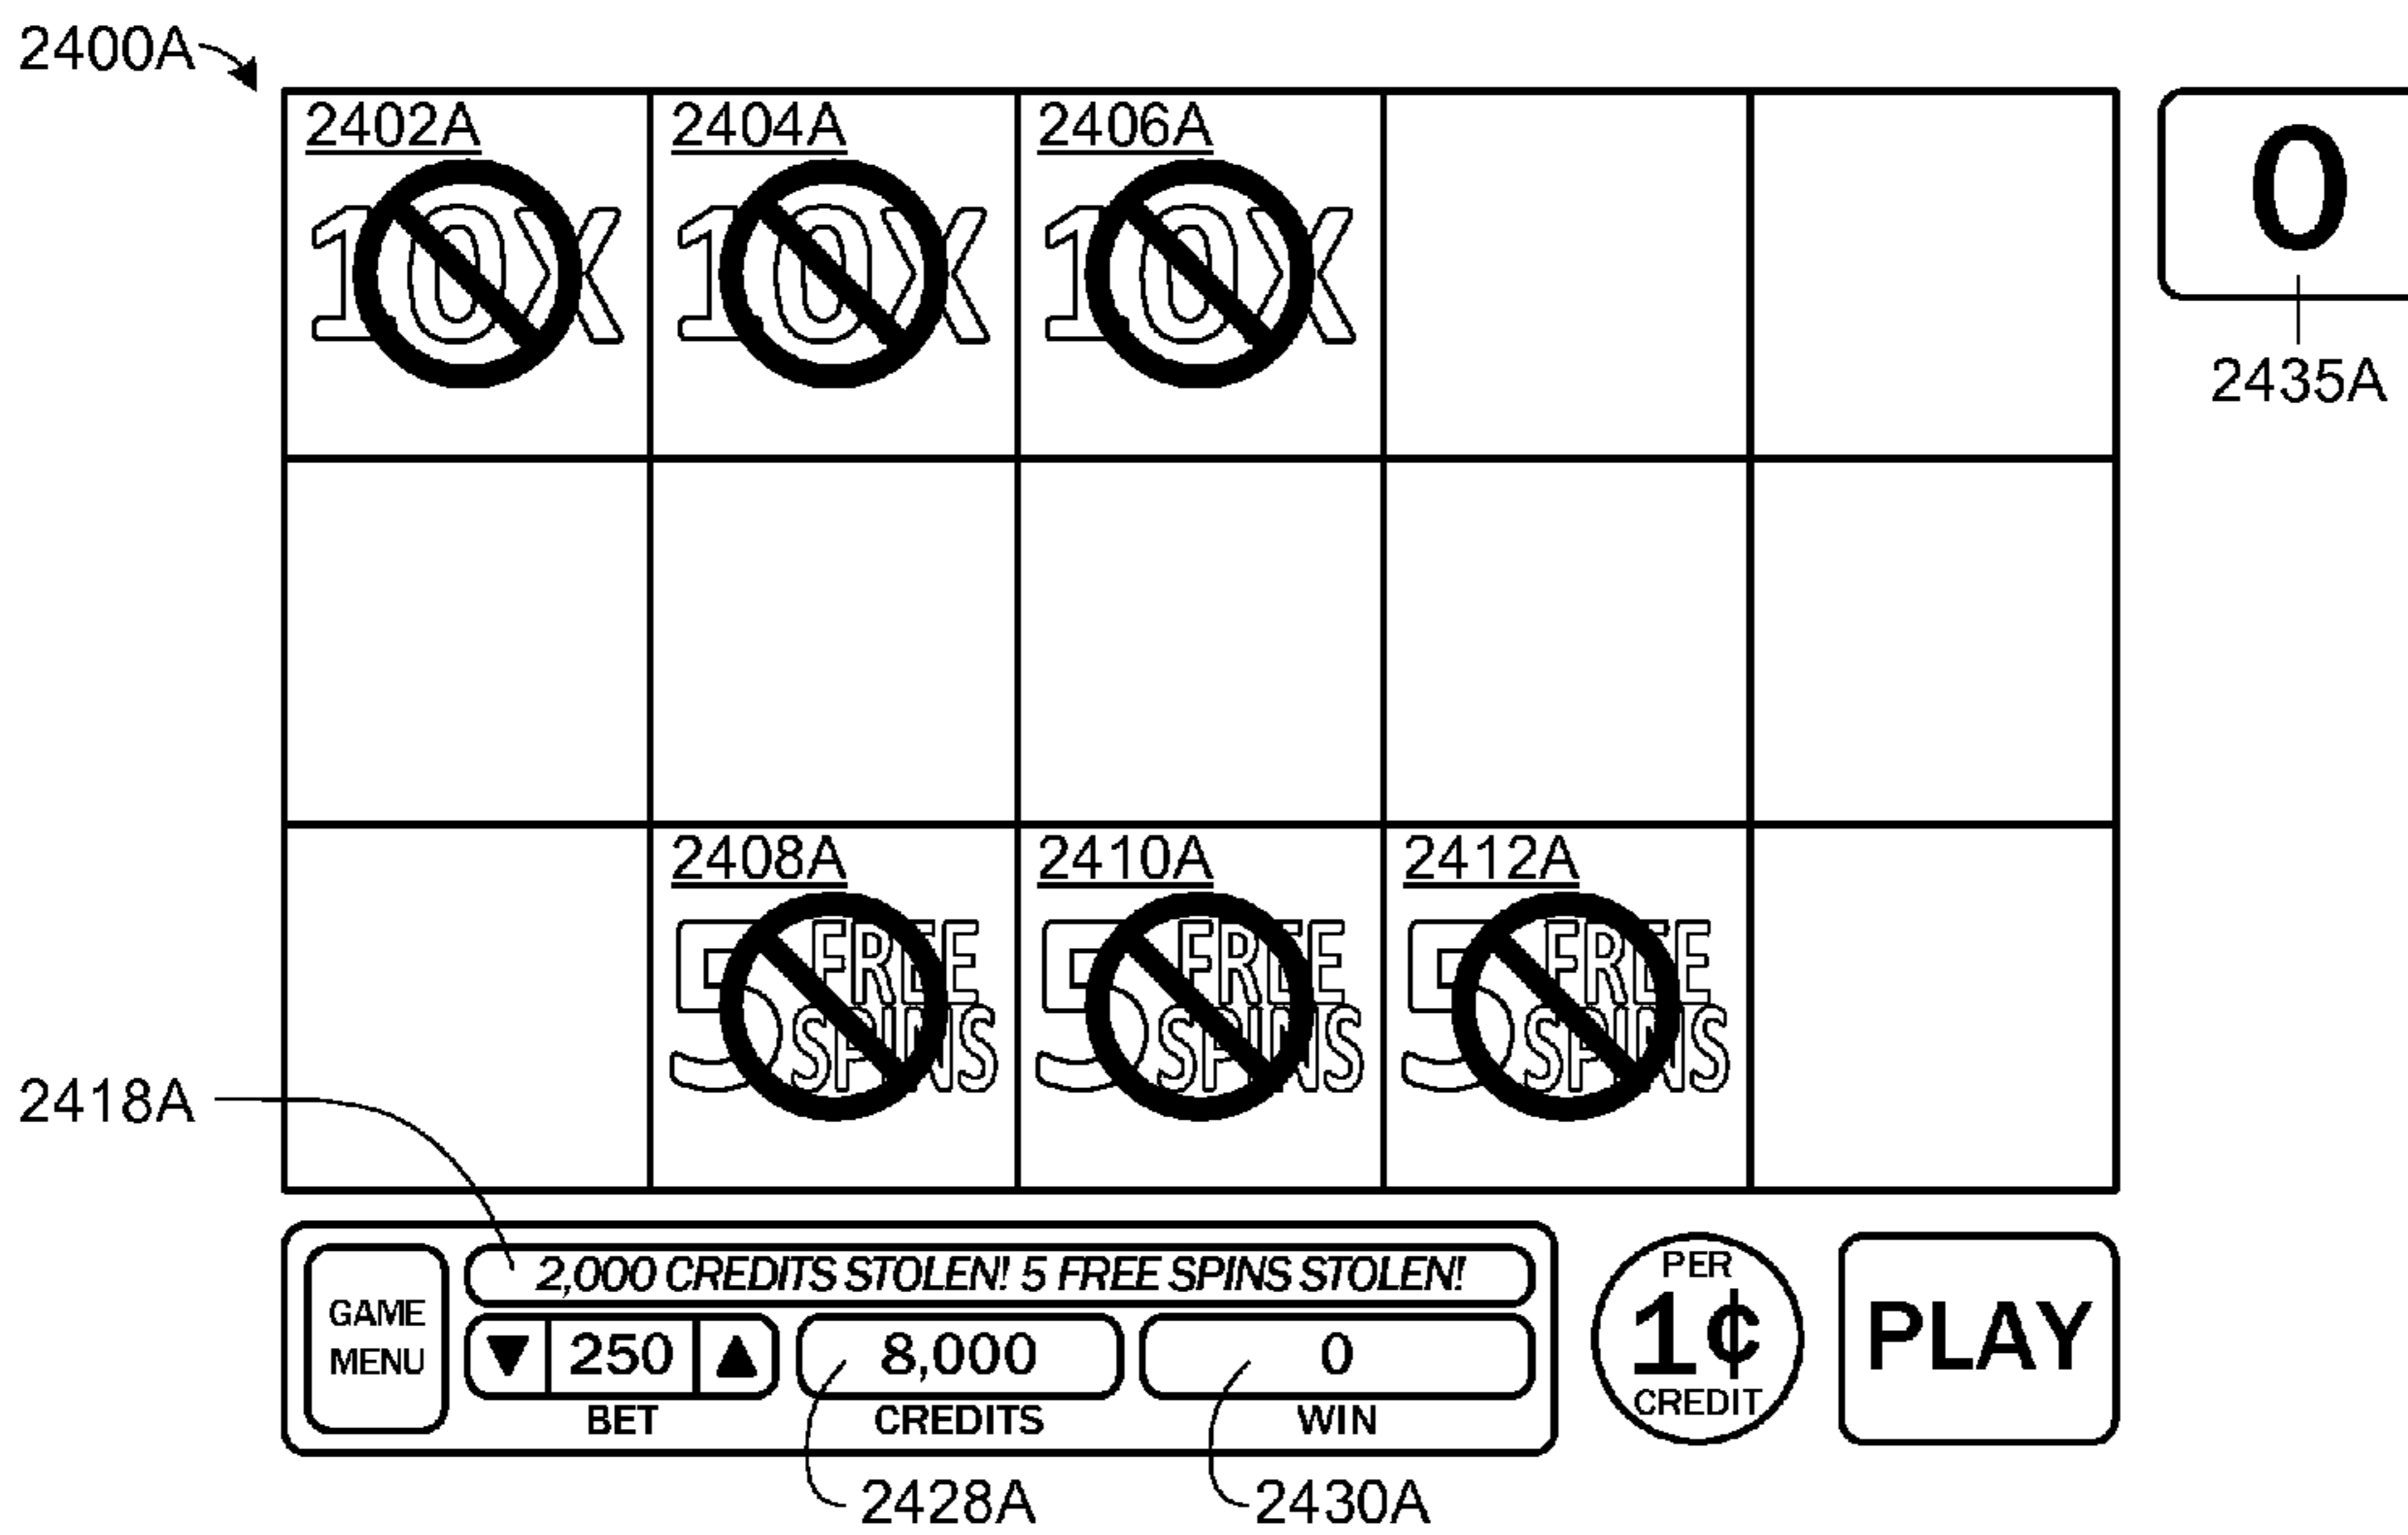 2400A
2402A 2404A 2406A
10X 10X 10X
0
2435A
2408A 2410A 2412A
5 FREE SPINS 5 FREE SPINS 5 FREE SPINS
2418A
2,000 CREDITS STOLEN! 5 FREE SPINS STOLEN!
GAME
MENU
▼ 250 ▲ 8,000 0
BET CREDITS WIN
PER
1¢
CREDIT
PLAY
2428A 2430A